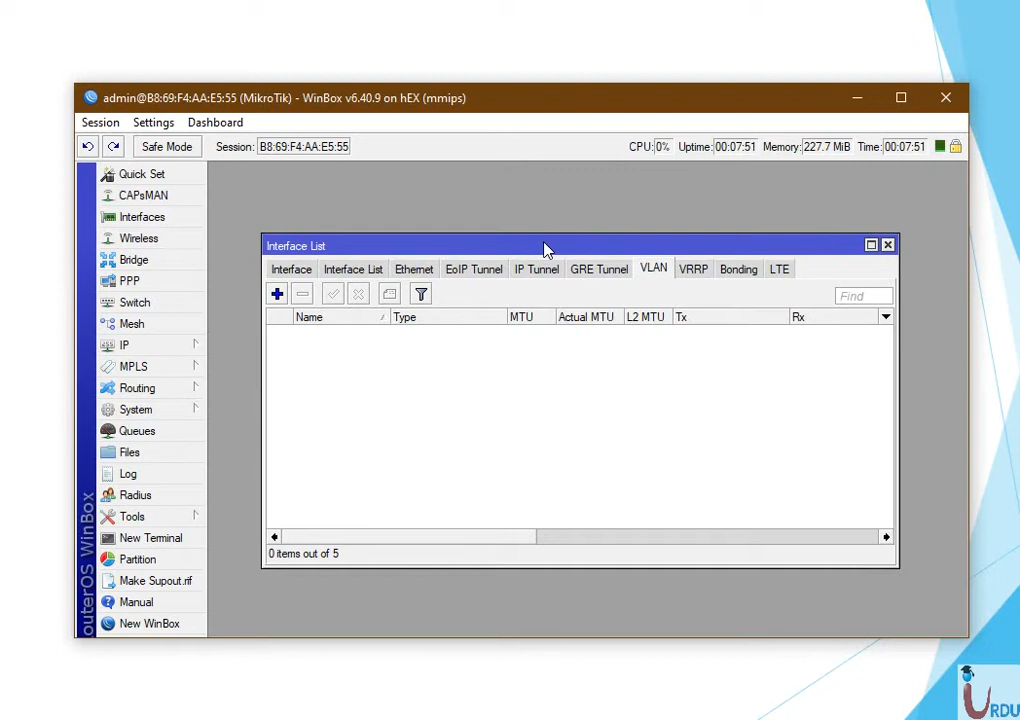 admin@B8:69:F4:AA:E5:55 (MikroTik) - WinBox v6.40.9 on hEX (mmips)
Session Settings Dashboard
Safe Mode Session: B8:69:F4:AA:E5:55 CPU: 0% Uptime: 00:07:51 Memory: 227.7 MiB Time: 00:07:51
Quick Set
CAPsMAN
Interfaces
Wireless
Bridge
PPP
Switch
Mesh
IP
MPLS
Routing
System
Queues
Files
Log
Radius
Tools
New Terminal
Partition
Make Supout.rif
Manual
New WinBox
outerOS WinBox
Interface List
Interface Interface List Ethernet EoIP Tunnel IP Tunnel GRE Tunnel VLAN VRRP Bonding LTE
Find
Name Type MTU Actual MTU L2 MTU Tx Rx
0 items out of 5
URDU